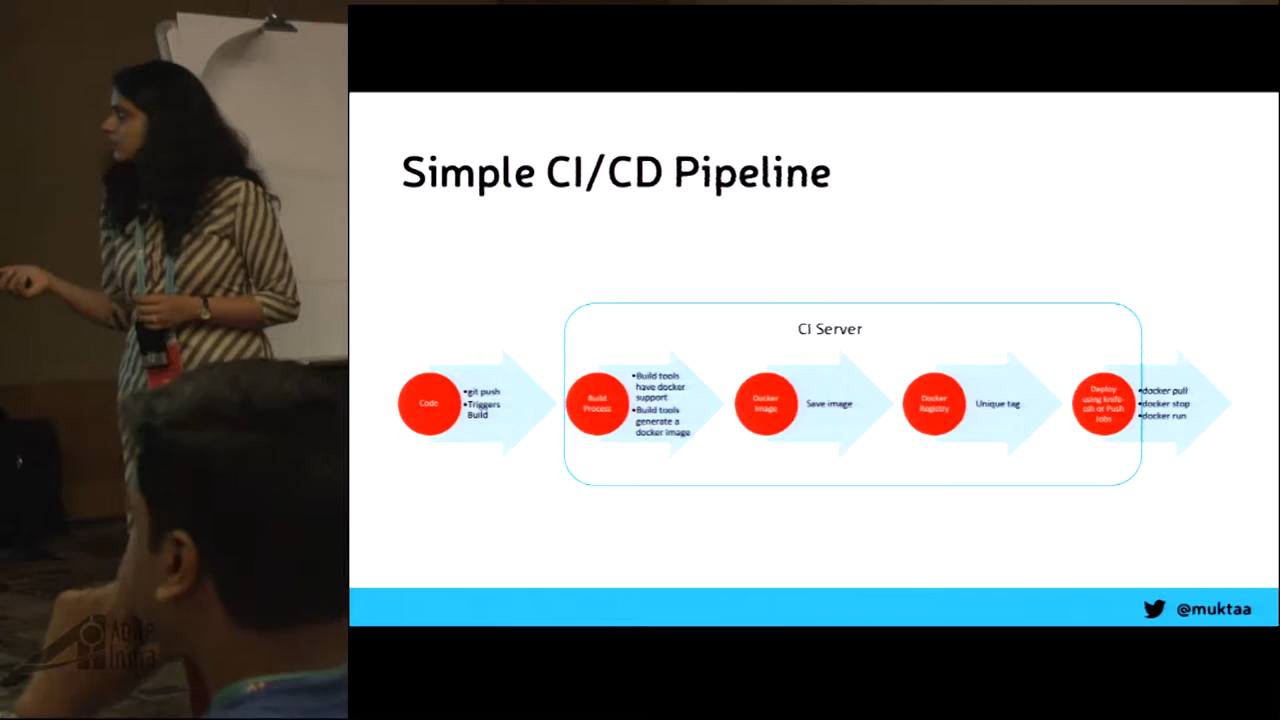 Simple CI/CD Pipeline
CI Server
Code
•git push
•Triggers
Build
Build
Process
•Build tools
have docker
support
•Build tools
generate a
docker image
Docker
Image
Save image
Docker
Registry
Unique tag
Deploy
using knife-
ssh or Push
Jobs
•docker pull
•docker stop
•docker run
@muktaa
Agile
India